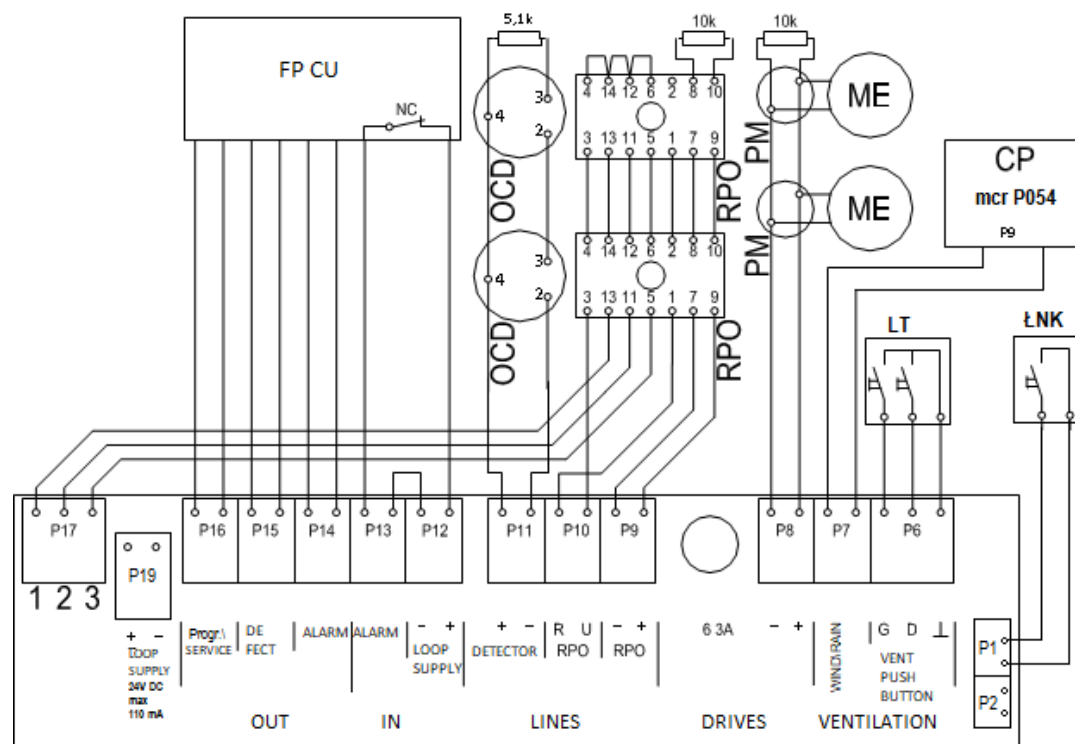 5,1k
10k
10k
FP CU
NC
3
4
2
OCD
4 14 12 6 2 8 10
3 13 11 5 1 7 9
RPO
PM
ME
CP
mcr P054
P9
3
4
2
OCD
4 14 12 6 2 8 10
3 13 11 5 1 7 9
RPO
PM
ME
LT
ŁNK
P17
P16
P15
P14
P13
P12
P11
P10
P9
P8
P7
P6
P19
1 2 3
+ −
LOOP
SUPPLY
24V DC
max
110 mA
Progr.\
SERVICE
DE
FECT
ALARM
ALARM
− +
LOOP
SUPPLY
+ −
DETECTOR
R U
RPO
− +
RPO
6 3A
− +
WIND\RAIN
G D ⊥
VENT
PUSH
BUTTON
P1
P2
OUT
IN
LINES
DRIVES
VENTILATION